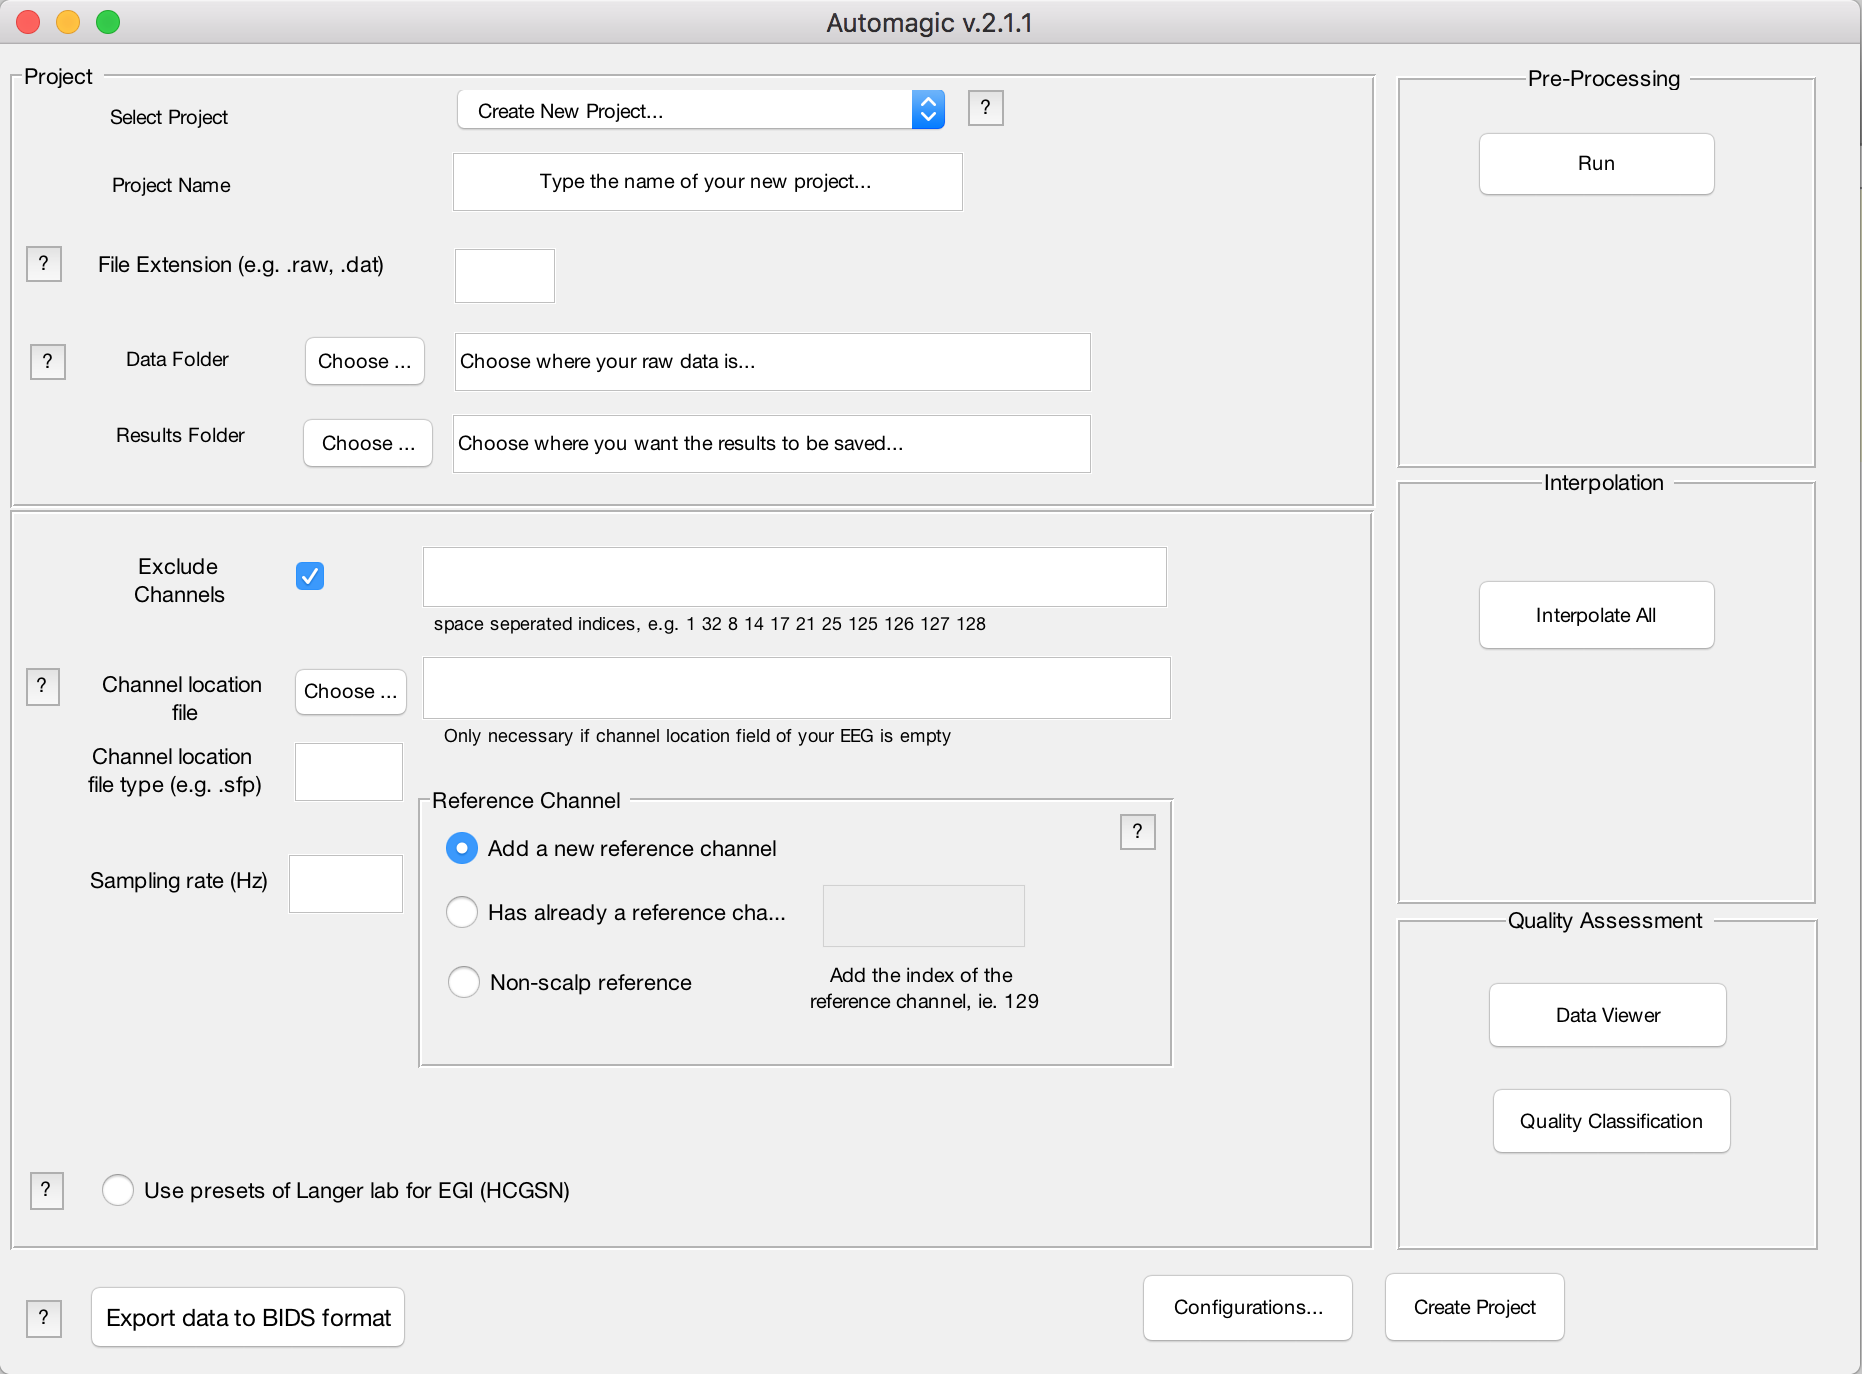 Automagic v.2.1.1
Project
Select Project
Create New Project...
?
Project Name
Type the name of your new project...
?
File Extension (e.g. .raw, .dat)
?
Data Folder
Choose ...
Choose where your raw data is...
Results Folder
Choose ...
Choose where you want the results to be saved...
Exclude
Channels
space seperated indices, e.g. 1 32 8 14 17 21 25 125 126 127 128
?
Channel location
file
Choose ...
Only necessary if channel location field of your EEG is empty
Channel location
file type (e.g. .sfp)
Sampling rate (Hz)
Reference Channel
?
Add a new reference channel
Has already a reference cha...
Non-scalp reference
Add the index of the
reference channel, ie. 129
?
Use presets of Langer lab for EGI (HCGSN)
Pre-Processing
Run
Interpolation
Interpolate All
Quality Assessment
Data Viewer
Quality Classification
?
Export data to BIDS format
Configurations...
Create Project